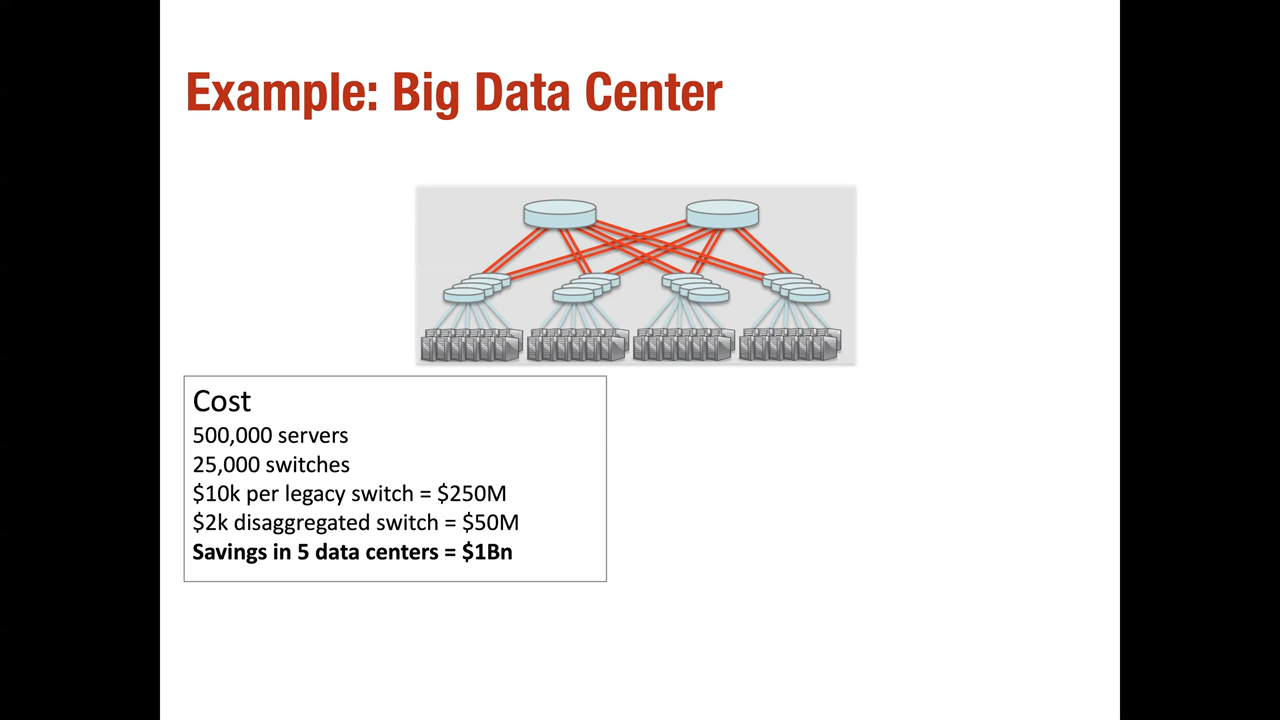 Example: Big Data Center
Cost
500,000 servers
25,000 switches
$10k per legacy switch = $250M
$2k disaggregated switch = $50M
Savings in 5 data centers = $1Bn